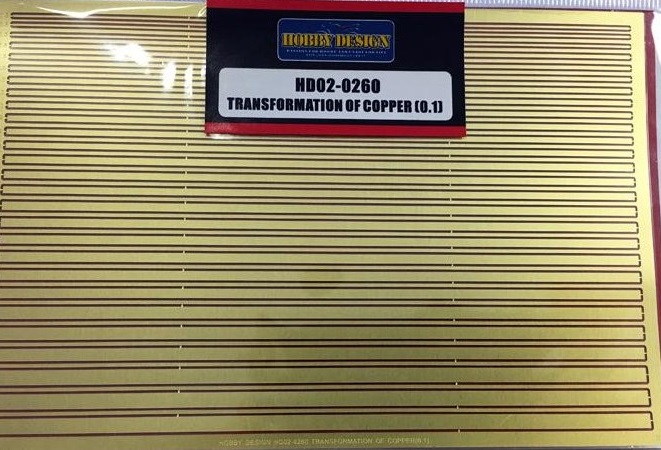 HOBBY DESIGN
HD02-0260
TRANSFORMATION OF COPPER (0.1)
HOBBY DESIGN HD02-0260 TRANSFORMATION OF COPPER(0.1)